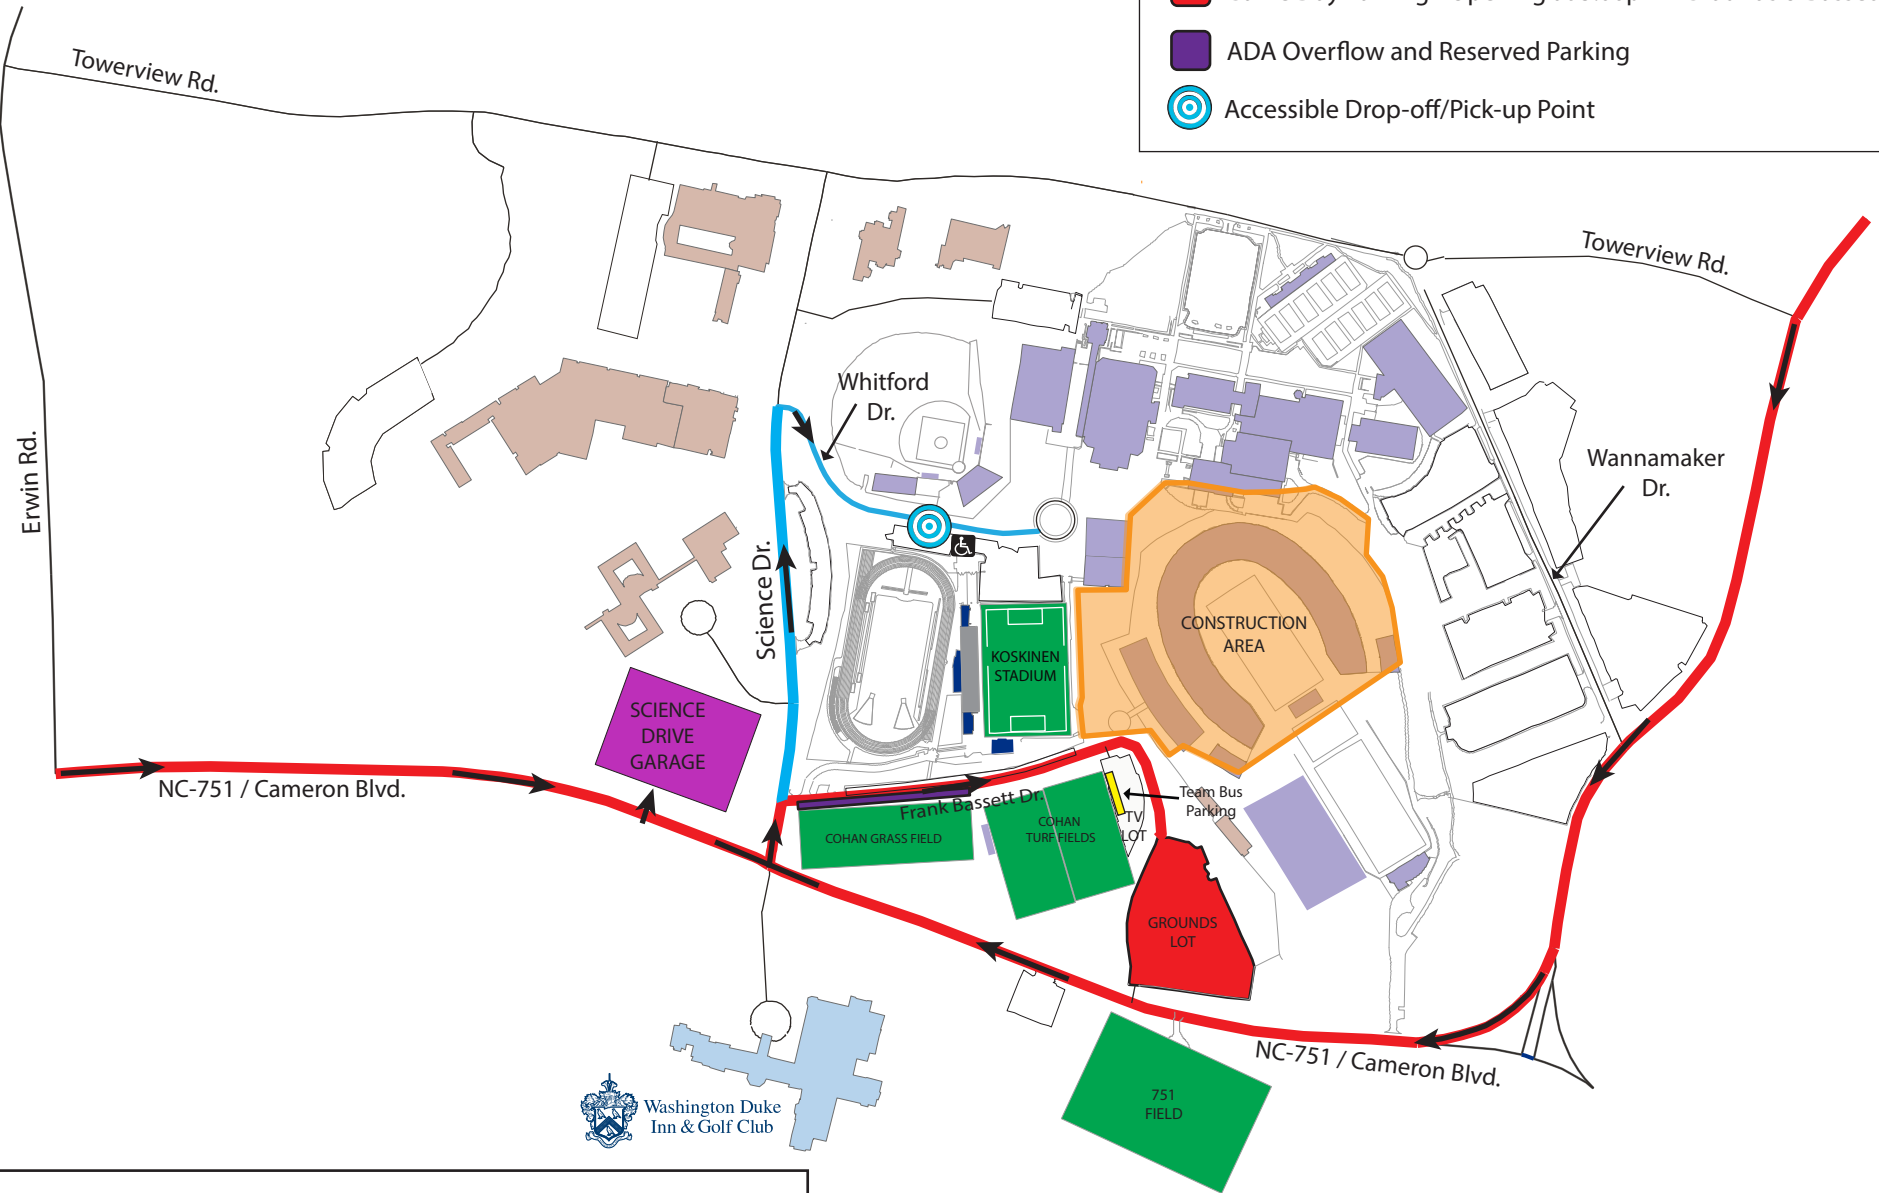 ADA Overflow and Reserved Parking
Accessible Drop-off/Pick-up Point
Towerview Rd.
Towerview Rd.
Whitford
Dr.
Erwin Rd.
Wannamaker
Dr.
Science Dr.
CONSTRUCTION
AREA
KOSKINEN
STADIUM
SCIENCE
DRIVE
GARAGE
NC-751 / Cameron Blvd.
Frank Bassett Dr.
Team Bus
Parking
TV
LOT
COHAN GRASS FIELD
COHAN
TURF FIELDS
GROUNDS
LOT
NC-751 / Cameron Blvd.
751
FIELD
Washington Duke
Inn & Golf Club